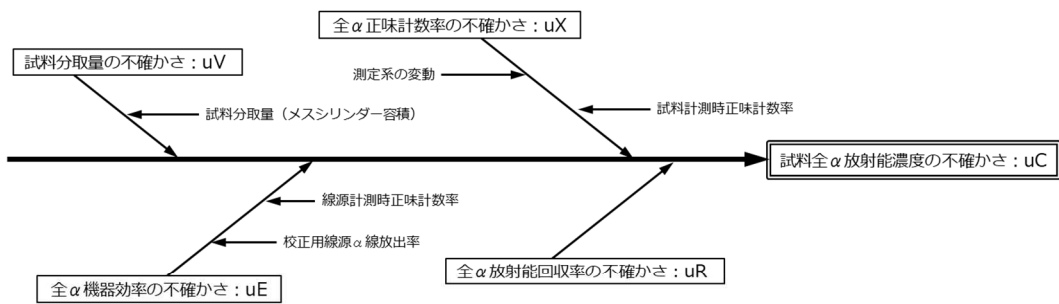 全α正味計数率の不確かさ：uX
試料分取量の不確かさ：uV
測定系の変動
試料分取量（メスシリンダー容積）
試料計測時正味計数率
試料全α放射能濃度の不確かさ：uC
線源計測時正味計数率
校正用線源α線放出率
全α放射能回収率の不確かさ：uR
全α機器効率の不確かさ：uE